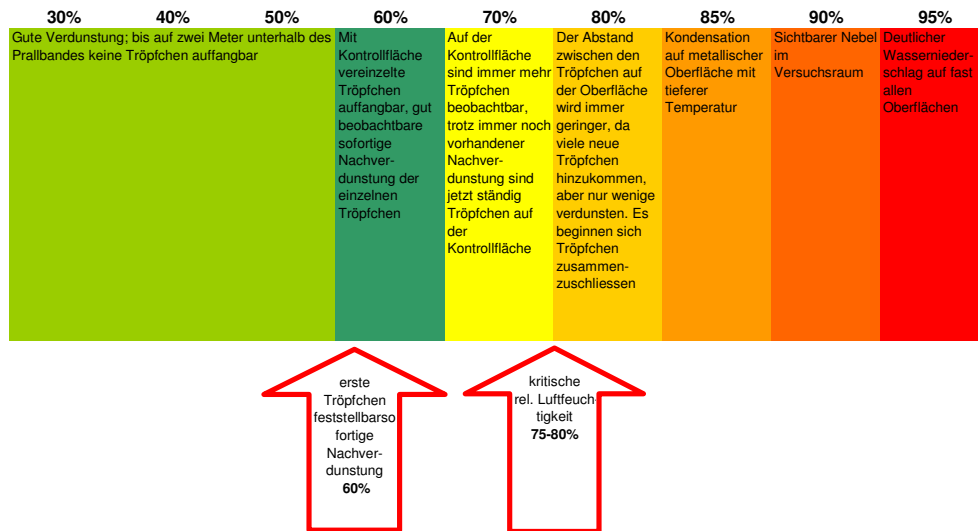 30% 40% 50% 60% 70% 80% 85% 90% 95%
Gute Verdunstung; bis auf zwei Meter unterhalb des
Prallbandes keine Tröpfchen auffangbar
Mit
Kontrollfläche
vereinzelte
Tröpfchen
auffangbar, gut
beobachtbare
sofortige
Nachver-
dunstung der
einzelnen
Tröpfchen
Auf der
Kontrollfläche
sind immer mehr
Tröpfchen
beobachtbar,
trotz immer noch
vorhandener
Nachver-
dunstung sind
jetzt ständig
Tröpfchen auf
der
Kontrollfläche
Der Abstand
zwischen den
Tröpfchen auf
der Oberfläche
wird immer
geringer, da
viele neue
Tröpfchen
hinzukommen,
aber nur wenige
verdunsten. Es
beginnen sich
Tröpfchen
zusammen-
zuschliessen
Kondensation
auf metallischer
Oberfläche mit
tieferer
Temperatur
Sichtbarer Nebel
im
Versuchsraum
Deutlicher
Wassernieder-
schlag auf fast
allen
Oberflächen
erste
Tröpfchen
feststellbarso
fortige
Nachver-
dunstung
60%
kritische
rel. Luftfeuch-
tigkeit
75-80%